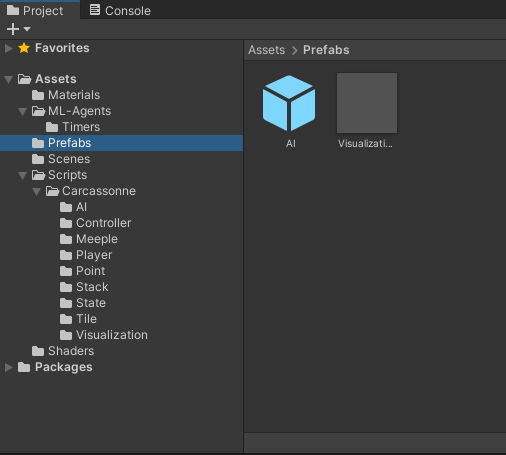 Project
Console
Favorites
Assets
Materials
ML-Agents
Timers
Prefabs
Scenes
Scripts
Carcassonne
AI
Controller
Meeple
Player
Point
Stack
State
Tile
Visualization
Shaders
Packages
Assets > Prefabs
AI
Visualizati...